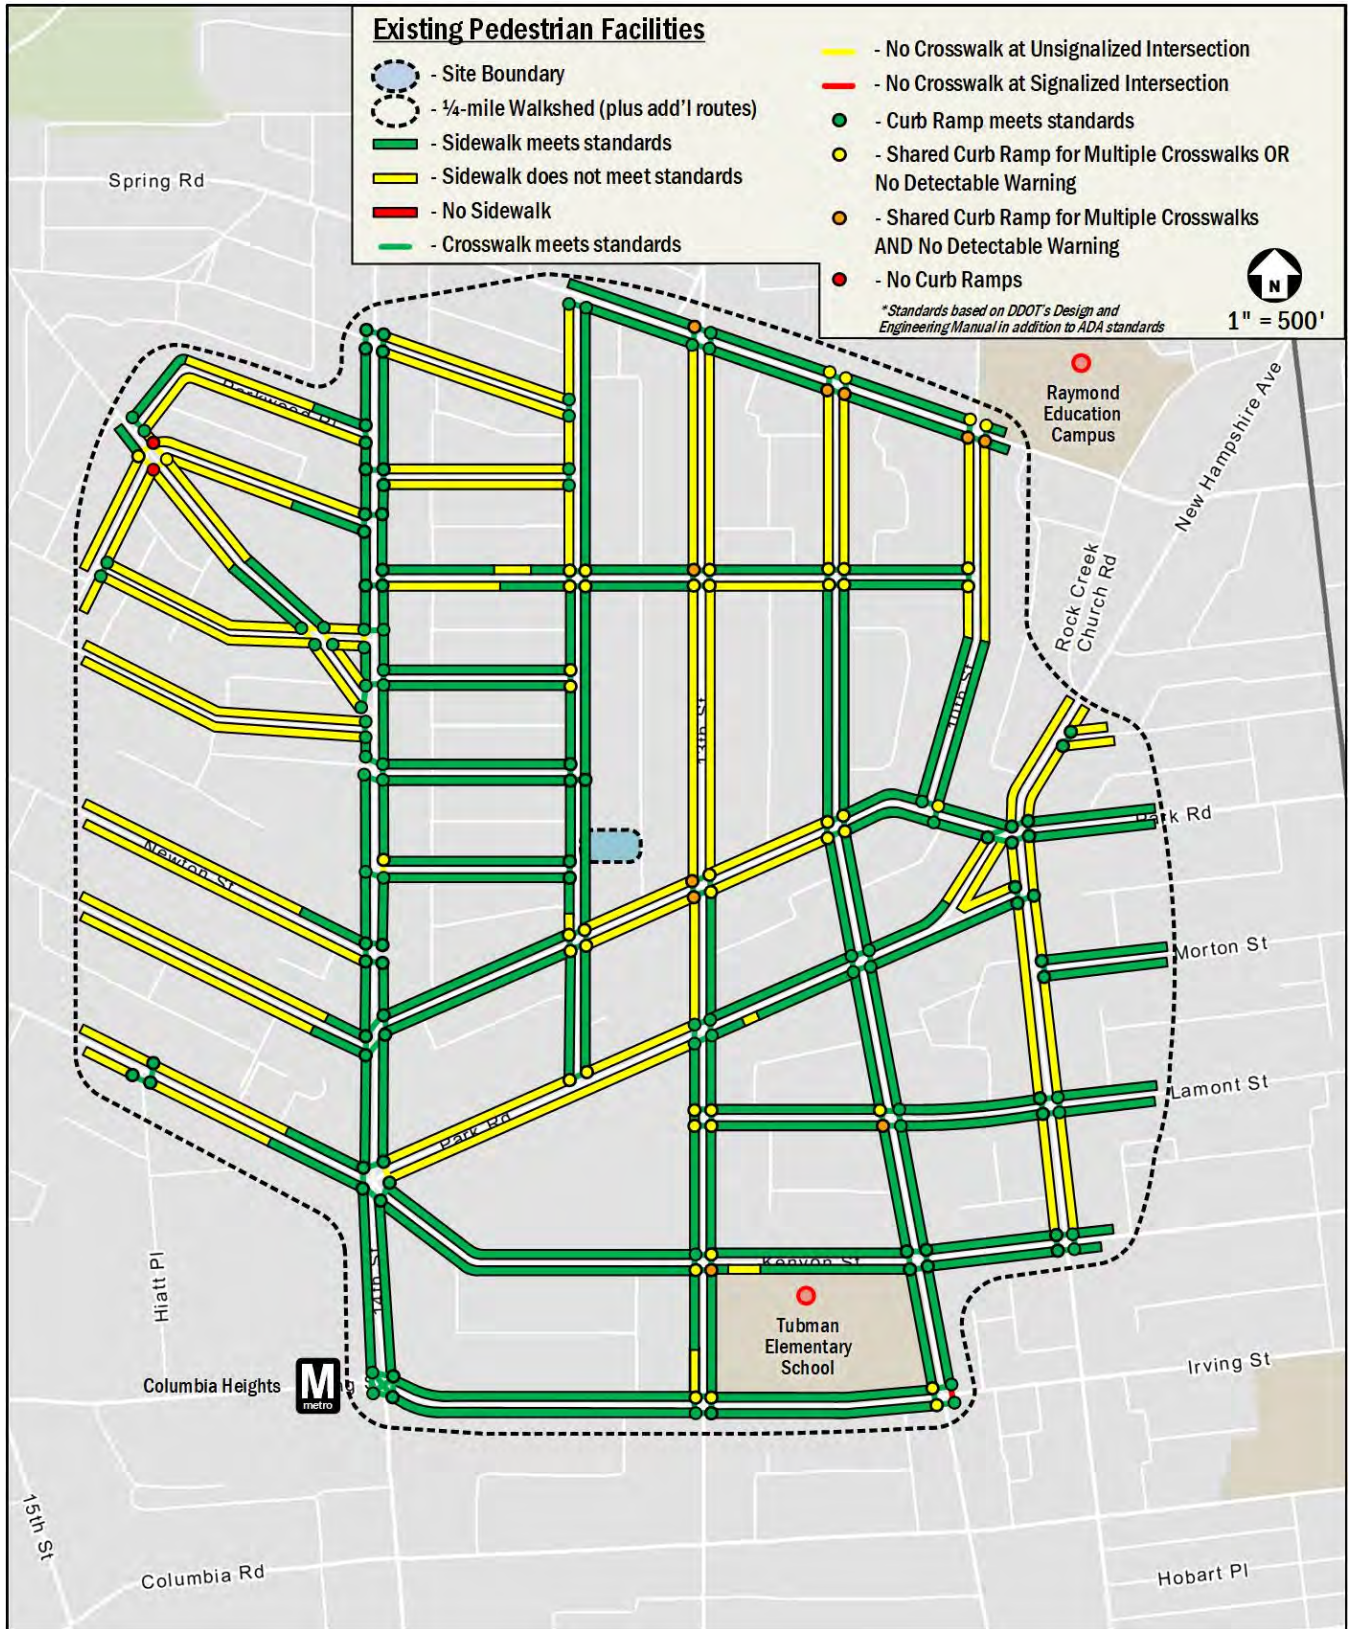 Existing Pedestrian Facilities
- Site Boundary
- ¼-mile Walkshed (plus add'l routes)
- Sidewalk meets standards
- Sidewalk does not meet standards
- No Sidewalk
- Crosswalk meets standards
- No Crosswalk at Unsignalized Intersection
- No Crosswalk at Signalized Intersection
- Curb Ramp meets standards
- Shared Curb Ramp for Multiple Crosswalks OR
No Detectable Warning
- Shared Curb Ramp for Multiple Crosswalks
AND No Detectable Warning
- No Curb Ramps
*Standards based on DDOT's Design and
Engineering Manual in addition to ADA standards
N
1" = 500'
Spring Rd
Raymond
Education
Campus
New Hampshire Ave
Rock Creek
Church Rd
13th St
10th St
Park Rd
Newton St
Morton St
Lamont St
Park Rd
Kenyon St
Hiatt Pl
14th St
Tubman
Elementary
School
Irving St
Columbia Heights
M
metro
15th St
Columbia Rd
Hobart Pl